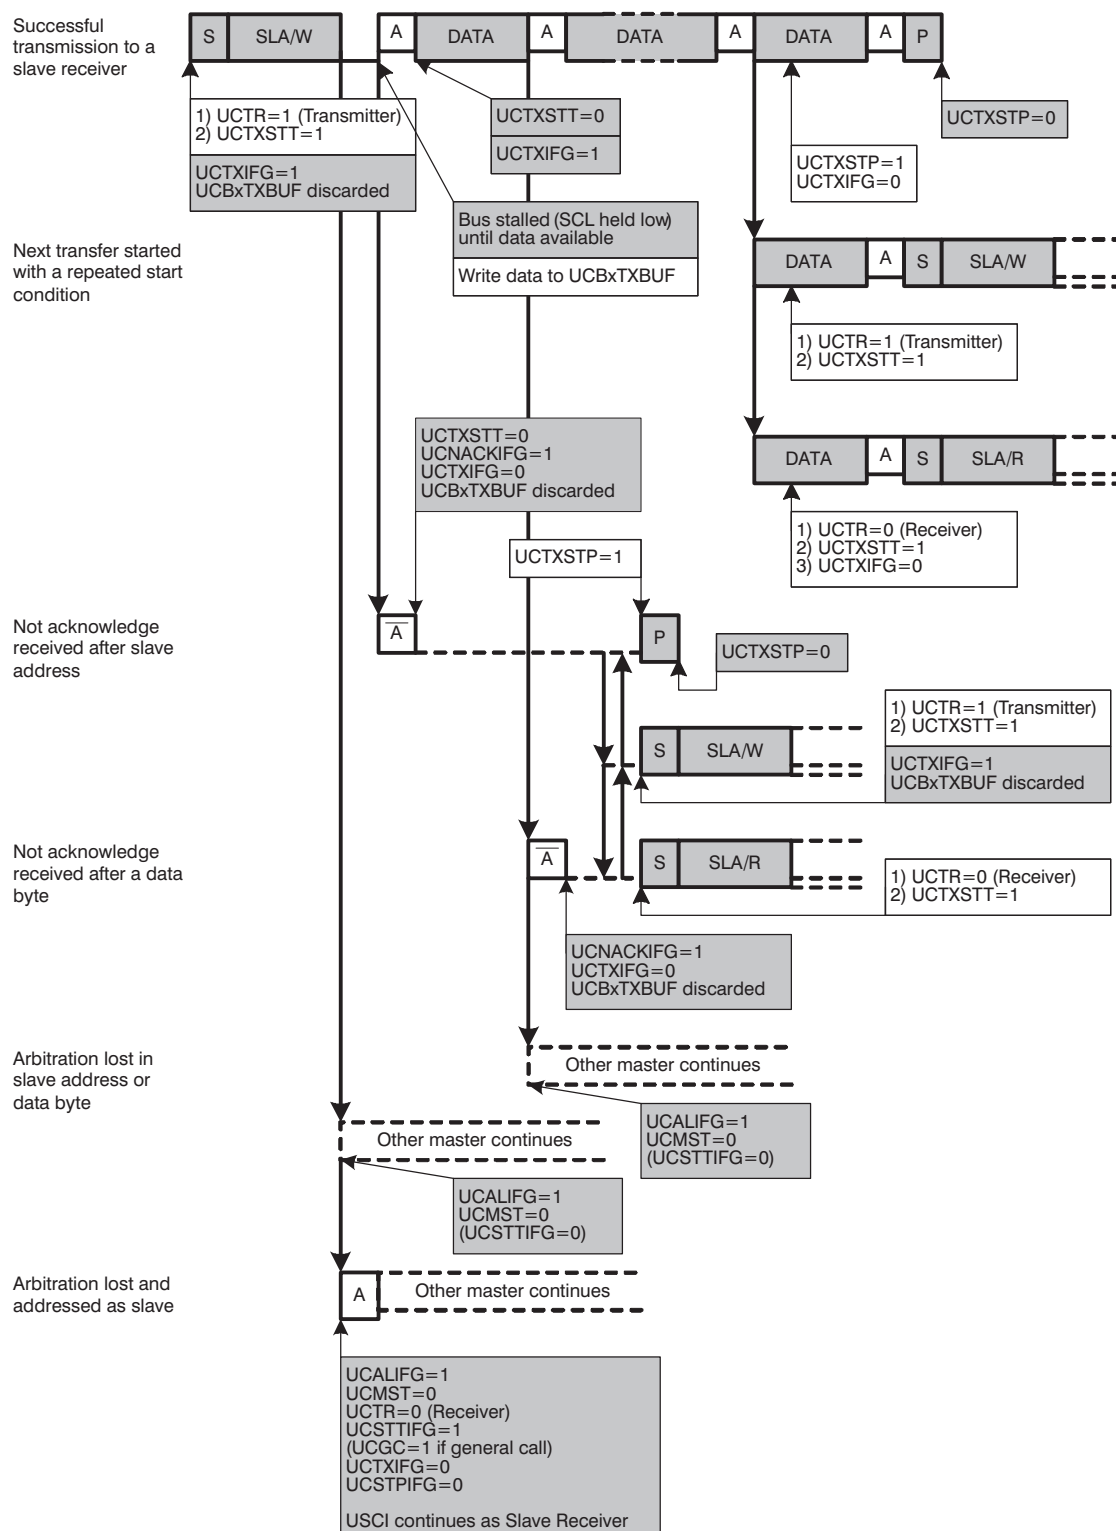 Successful
transmission to a
slave receiver
S
SLA/W
A
DATA
A
DATA
A
DATA
A
P
1) UCTR=1 (Transmitter)
2) UCTXSTT=1
UCTXIFG=1
UCBxTXBUF discarded
UCTXSTT=0
UCTXIFG=1
UCTXSTP=0
UCTXSTP=1
UCTXIFG=0
Bus stalled (SCL held low)
until data available
Write data to UCBxTXBUF
Next transfer started
with a repeated start
condition
DATA
A
S
SLA/W
1) UCTR=1 (Transmitter)
2) UCTXSTT=1
DATA
A
S
SLA/R
1) UCTR=0 (Receiver)
2) UCTXSTT=1
3) UCTXIFG=0
UCTXSTT=0
UCNACKIFG=1
UCTXIFG=0
UCBxTXBUF discarded
UCTXSTP=1
Not acknowledge
received after slave
address
A
P
UCTXSTP=0
S
SLA/W
1) UCTR=1 (Transmitter)
2) UCTXSTT=1
UCTXIFG=1
UCBxTXBUF discarded
Not acknowledge
received after a data
byte
A
S
SLA/R
1) UCTR=0 (Receiver)
2) UCTXSTT=1
UCNACKIFG=1
UCTXIFG=0
UCBxTXBUF discarded
Arbitration lost in
slave address or
data byte
Other master continues
UCALIFG=1
UCMST=0
(UCSTTIFG=0)
Other master continues
UCALIFG=1
UCMST=0
(UCSTTIFG=0)
Arbitration lost and
addressed as slave
A
Other master continues
UCALIFG=1
UCMST=0
UCTR=0 (Receiver)
UCSTTIFG=1
(UCGC=1 if general call)
UCTXIFG=0
UCSTPIFG=0
USCI continues as Slave Receiver